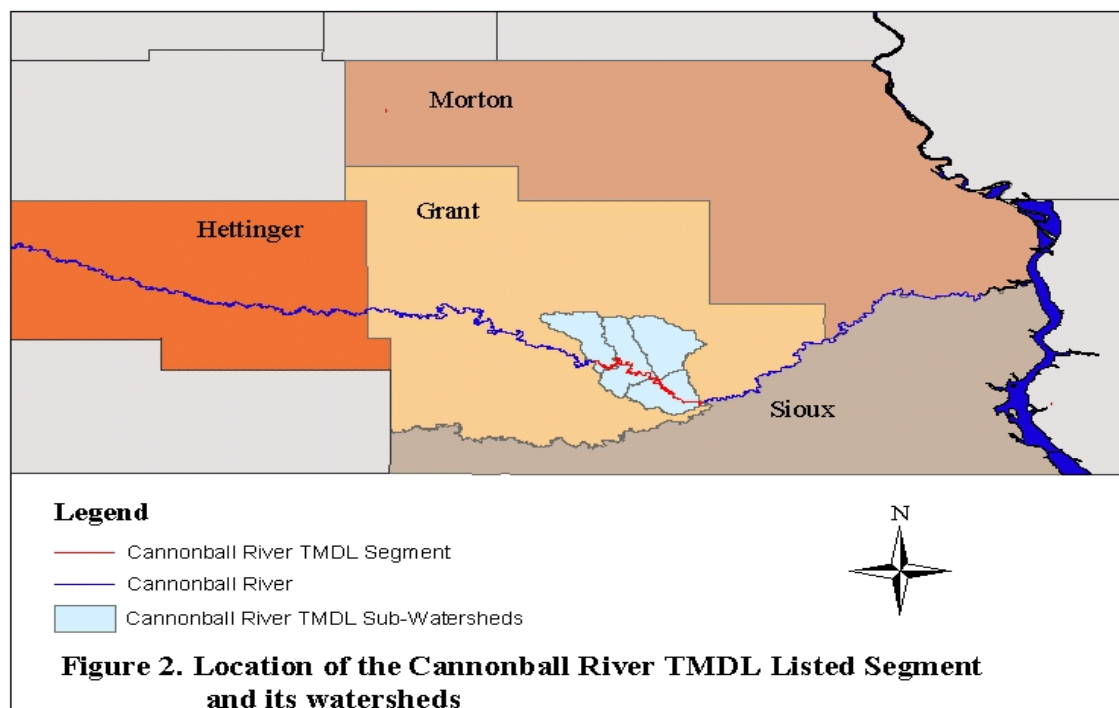 Morton
Grant
Hettinger
Sioux
Legend
Cannonball River TMDL Segment
Cannonball River
Cannonball River TMDL Sub-Watersheds
N
Figure 2. Location of the Cannonball River TMDL Listed Segment
and its watersheds